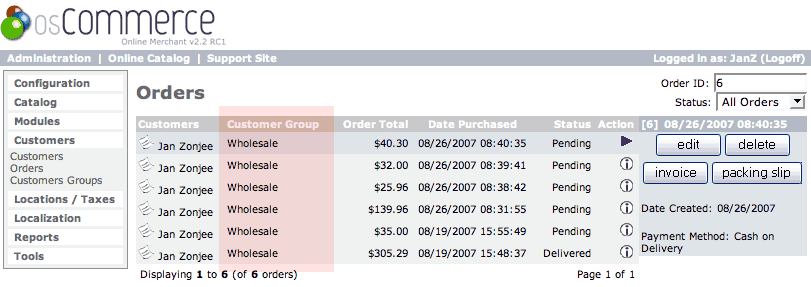 osCommerce
Online Merchant v2.2 RC1
Administration | Online Catalog | Support Site
Logged in as: JanZ (Logoff)
Configuration
Catalog
Modules
Customers
Customers
Orders
Customers Groups
Locations / Taxes
Localization
Reports
Tools
Orders
Order ID: 6
Status: All Orders
Customers Customer Group Order Total Date Purchased Status Action
Jan Zonjee Wholesale $40.30 08/26/2007 08:40:35 Pending
Jan Zonjee Wholesale $32.00 08/26/2007 08:39:41 Pending
Jan Zonjee Wholesale $25.96 08/26/2007 08:38:42 Pending
Jan Zonjee Wholesale $139.96 08/26/2007 08:31:55 Pending
Jan Zonjee Wholesale $35.00 08/19/2007 15:55:49 Pending
Jan Zonjee Wholesale $305.29 08/19/2007 15:48:37 Delivered
Displaying 1 to 6 (of 6 orders) Page 1 of 1
[6] 08/26/2007 08:40:35
edit delete
invoice packing slip
Date Created: 08/26/2007
Payment Method: Cash on
Delivery